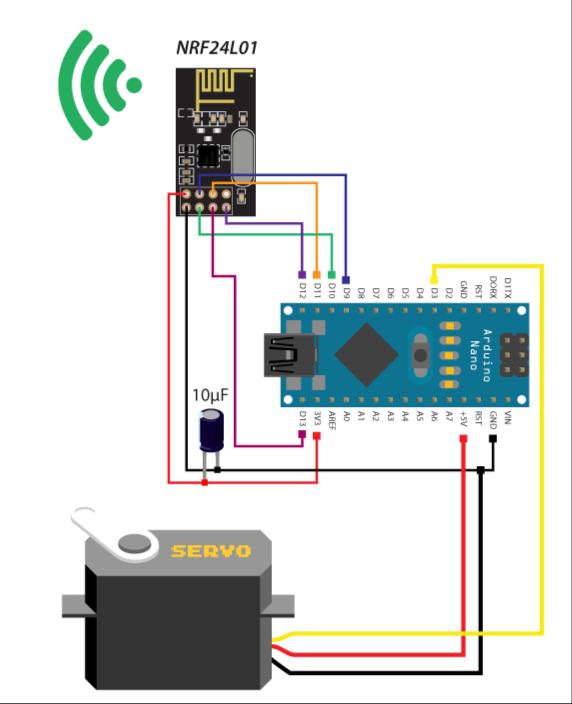 NRF24L01
D12
D11
D10
D9
D8
D7
D6
D5
D4
D3
D2
GND
RST
D0RX
D1TX
Arduino
Nano
10µF
D13
3V3
AREF
A0
A1
A2
A3
A4
A5
A6
A7
+5V
RST
GND
VIN
SERVO